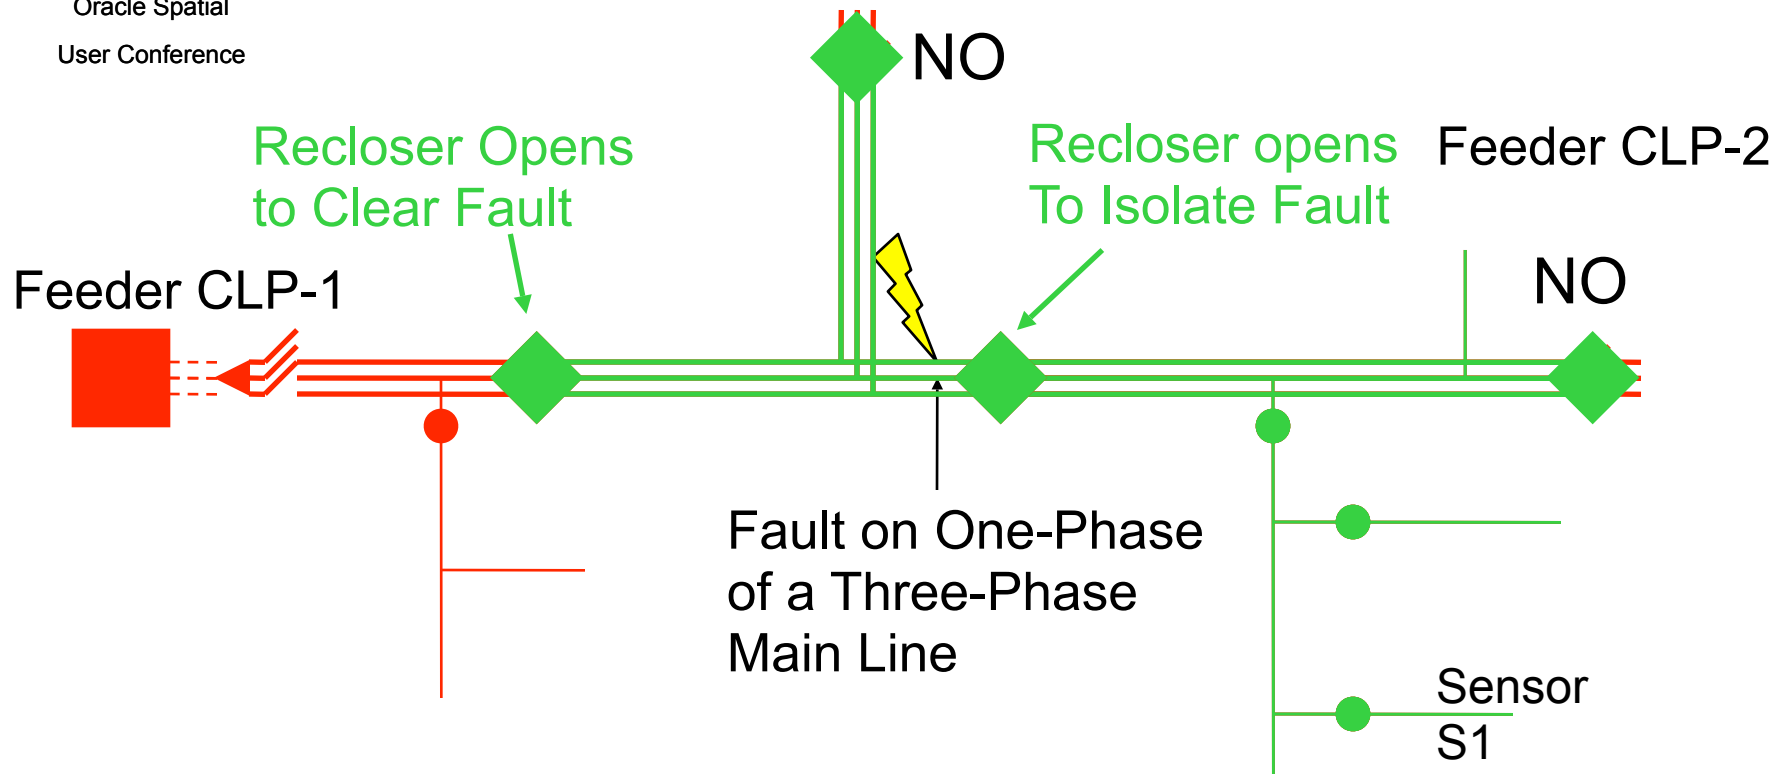 Oracle Spatial
User Conference
NO
Recloser Opens
to Clear Fault
Recloser opens
To Isolate Fault
Feeder CLP-2
Feeder CLP-1
NO
Fault on One-Phase
of a Three-Phase
Main Line
Sensor
S1